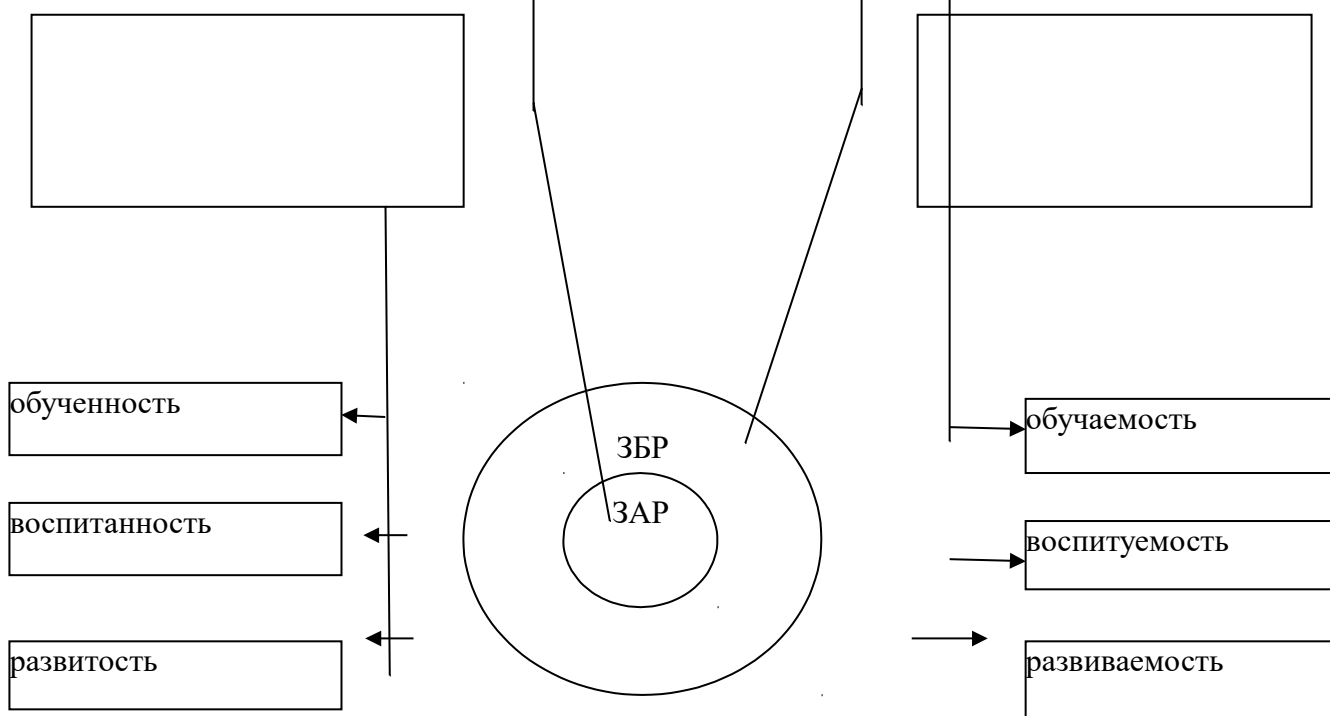 обученность
обучаемость
ЗБР
ЗАР
воспитанность
воспитуемость
развитость
развиваемость